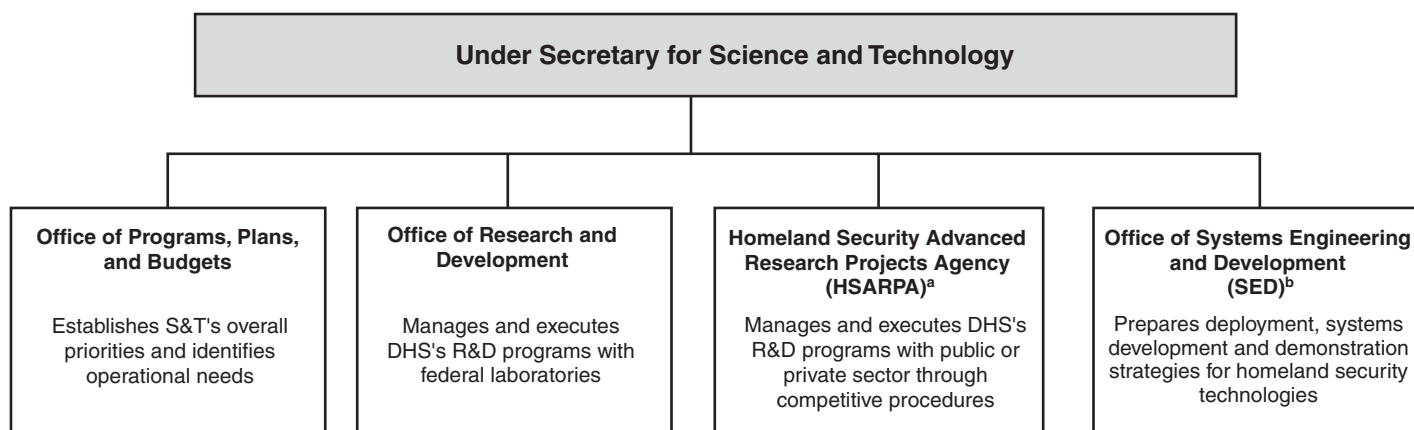 Under Secretary for Science and Technology
Office of Programs, Plans,
and Budgets
Establishes S&T's overall
priorities and identifies
operational needs
Office of Research and
Development
Manages and executes
DHS's R&D programs with
federal laboratories
Homeland Security Advanced
Research Projects Agency
(HSARPA)a
Manages and executes DHS's
R&D programs with public or
private sector through
competitive procedures
Office of Systems Engineering
and Development
(SED)b
Prepares deployment, systems
development and demonstration
strategies for homeland security
technologies